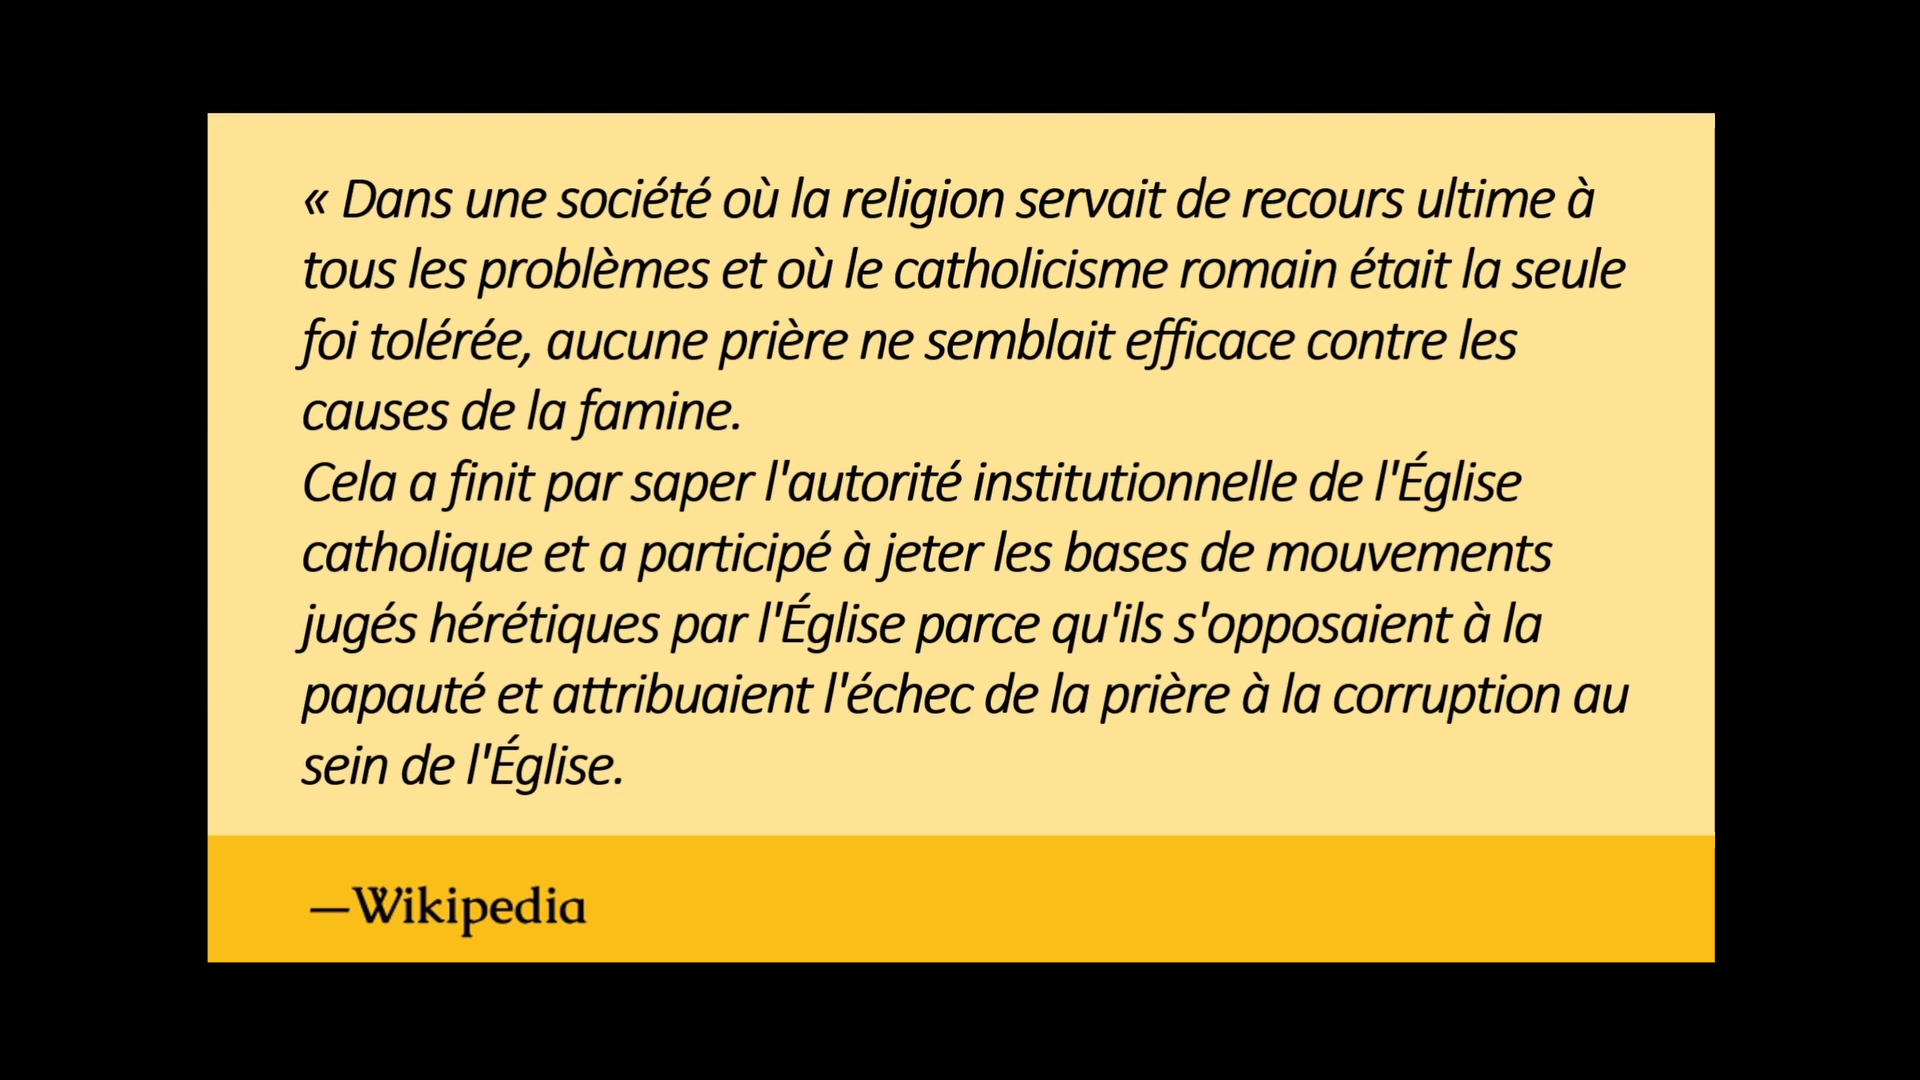 « Dans une société où la religion servait de recours ultime à
tous les problèmes et où le catholicisme romain était la seule
foi tolérée, aucune prière ne semblait efficace contre les
causes de la famine.
Cela a finit par saper l'autorité institutionnelle de l'Église
catholique et a participé à jeter les bases de mouvements
jugés hérétiques par l'Église parce qu'ils s'opposaient à la
papauté et attribuaient l'échec de la prière à la corruption au
sein de l'Église.
—Wikipedia